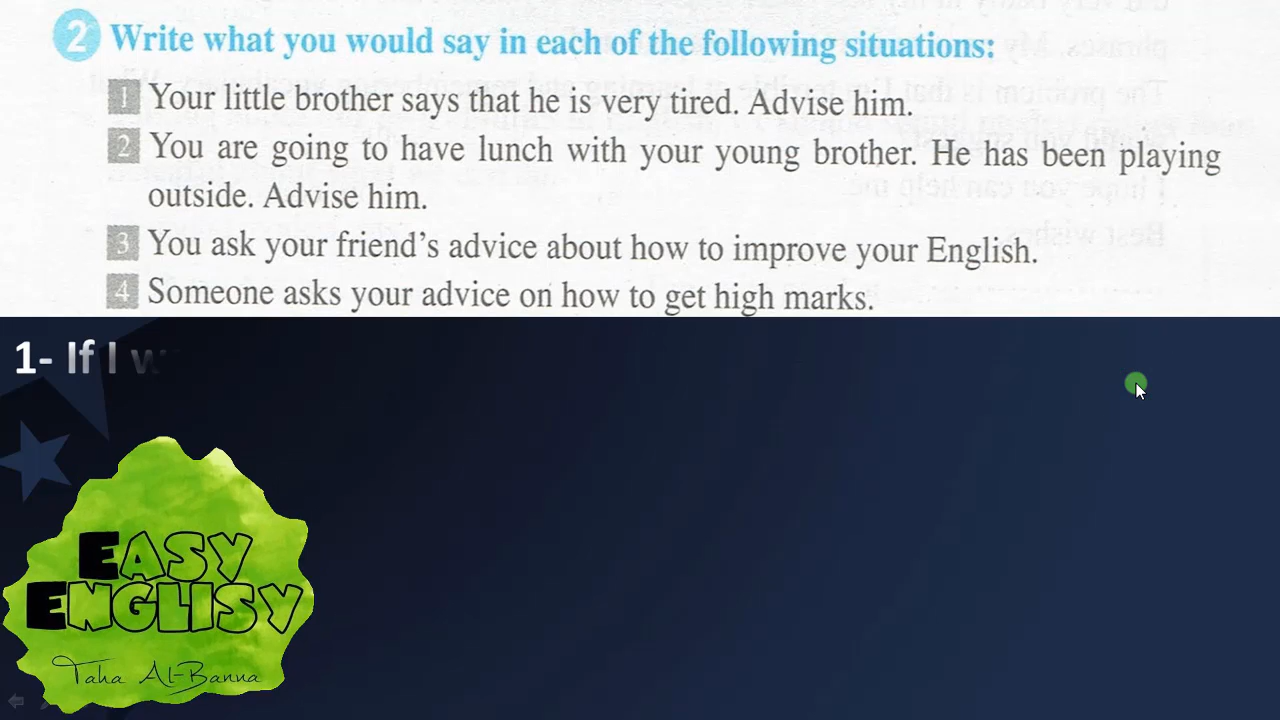 2 Write what you would say in each of the following situations:
1 Your little brother says that he is very tired. Advise him.
2 You are going to have lunch with your young brother. He has been playing
outside. Advise him.
3 You ask your friend's advice about how to improve your English.
4 Someone asks your advice on how to get high marks.
1- If I w
EASY
ENGLISY
Taha Al-Banna